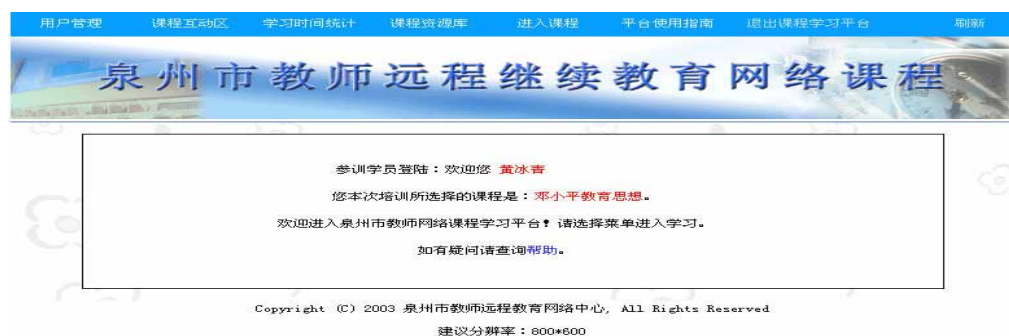 用户管理 课程互动区 学习时间统计 课程资源库 进入课程 平台使用指南 退出课程学习平台 刷新
泉州市教师远程继续教育网络课程
参训学员登陆：欢迎您 黄冰青
您本次培训所选择的课程是：邓小平教育思想。
欢迎进入泉州市教师网络课程学习平台！请选择菜单进入学习。
如有疑问请查询帮助。
Copyright (C) 2003 泉州市教师远程教育网络中心, All Rights Reserved
建议分辨率：800*600